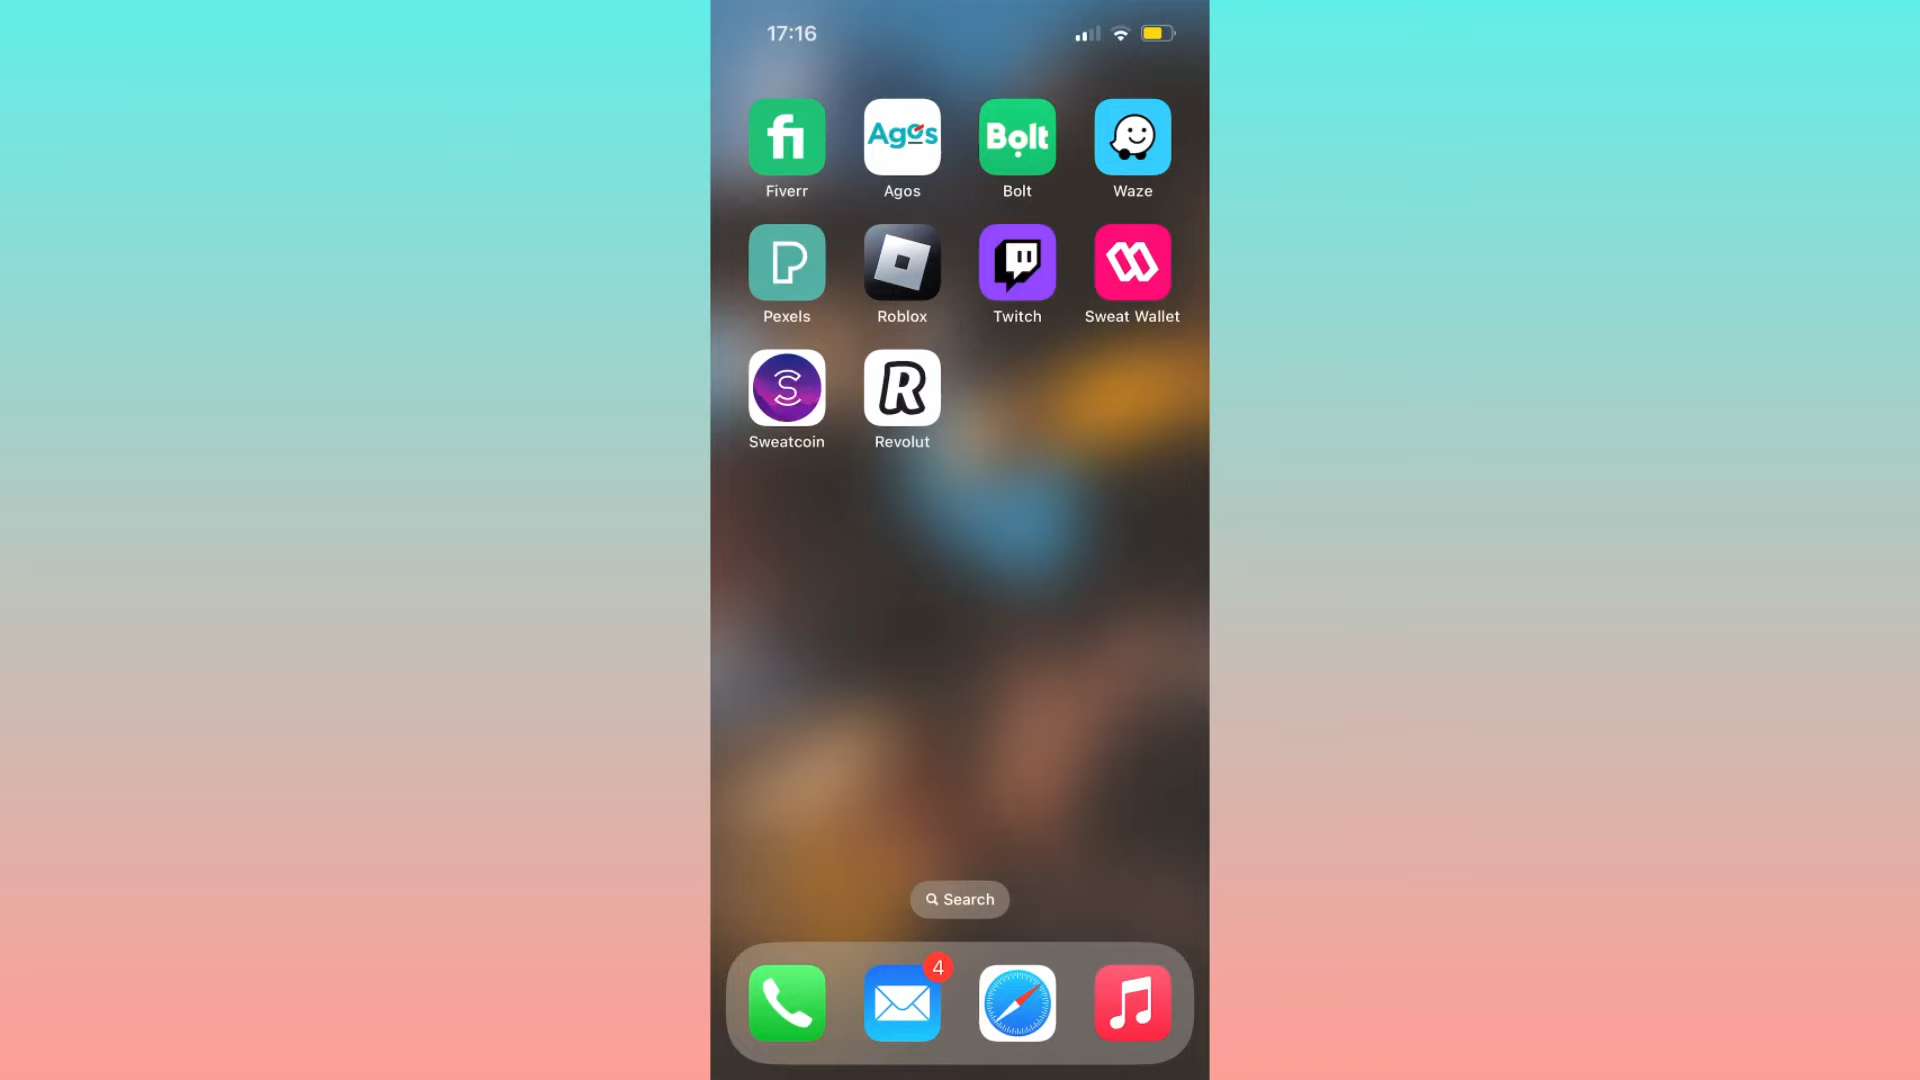 17:16
fi Agos Bolt
Fiverr Agos Bolt Waze
Pexels Roblox Twitch Sweat Wallet
S R
Sweatcoin Revolut
Search
4